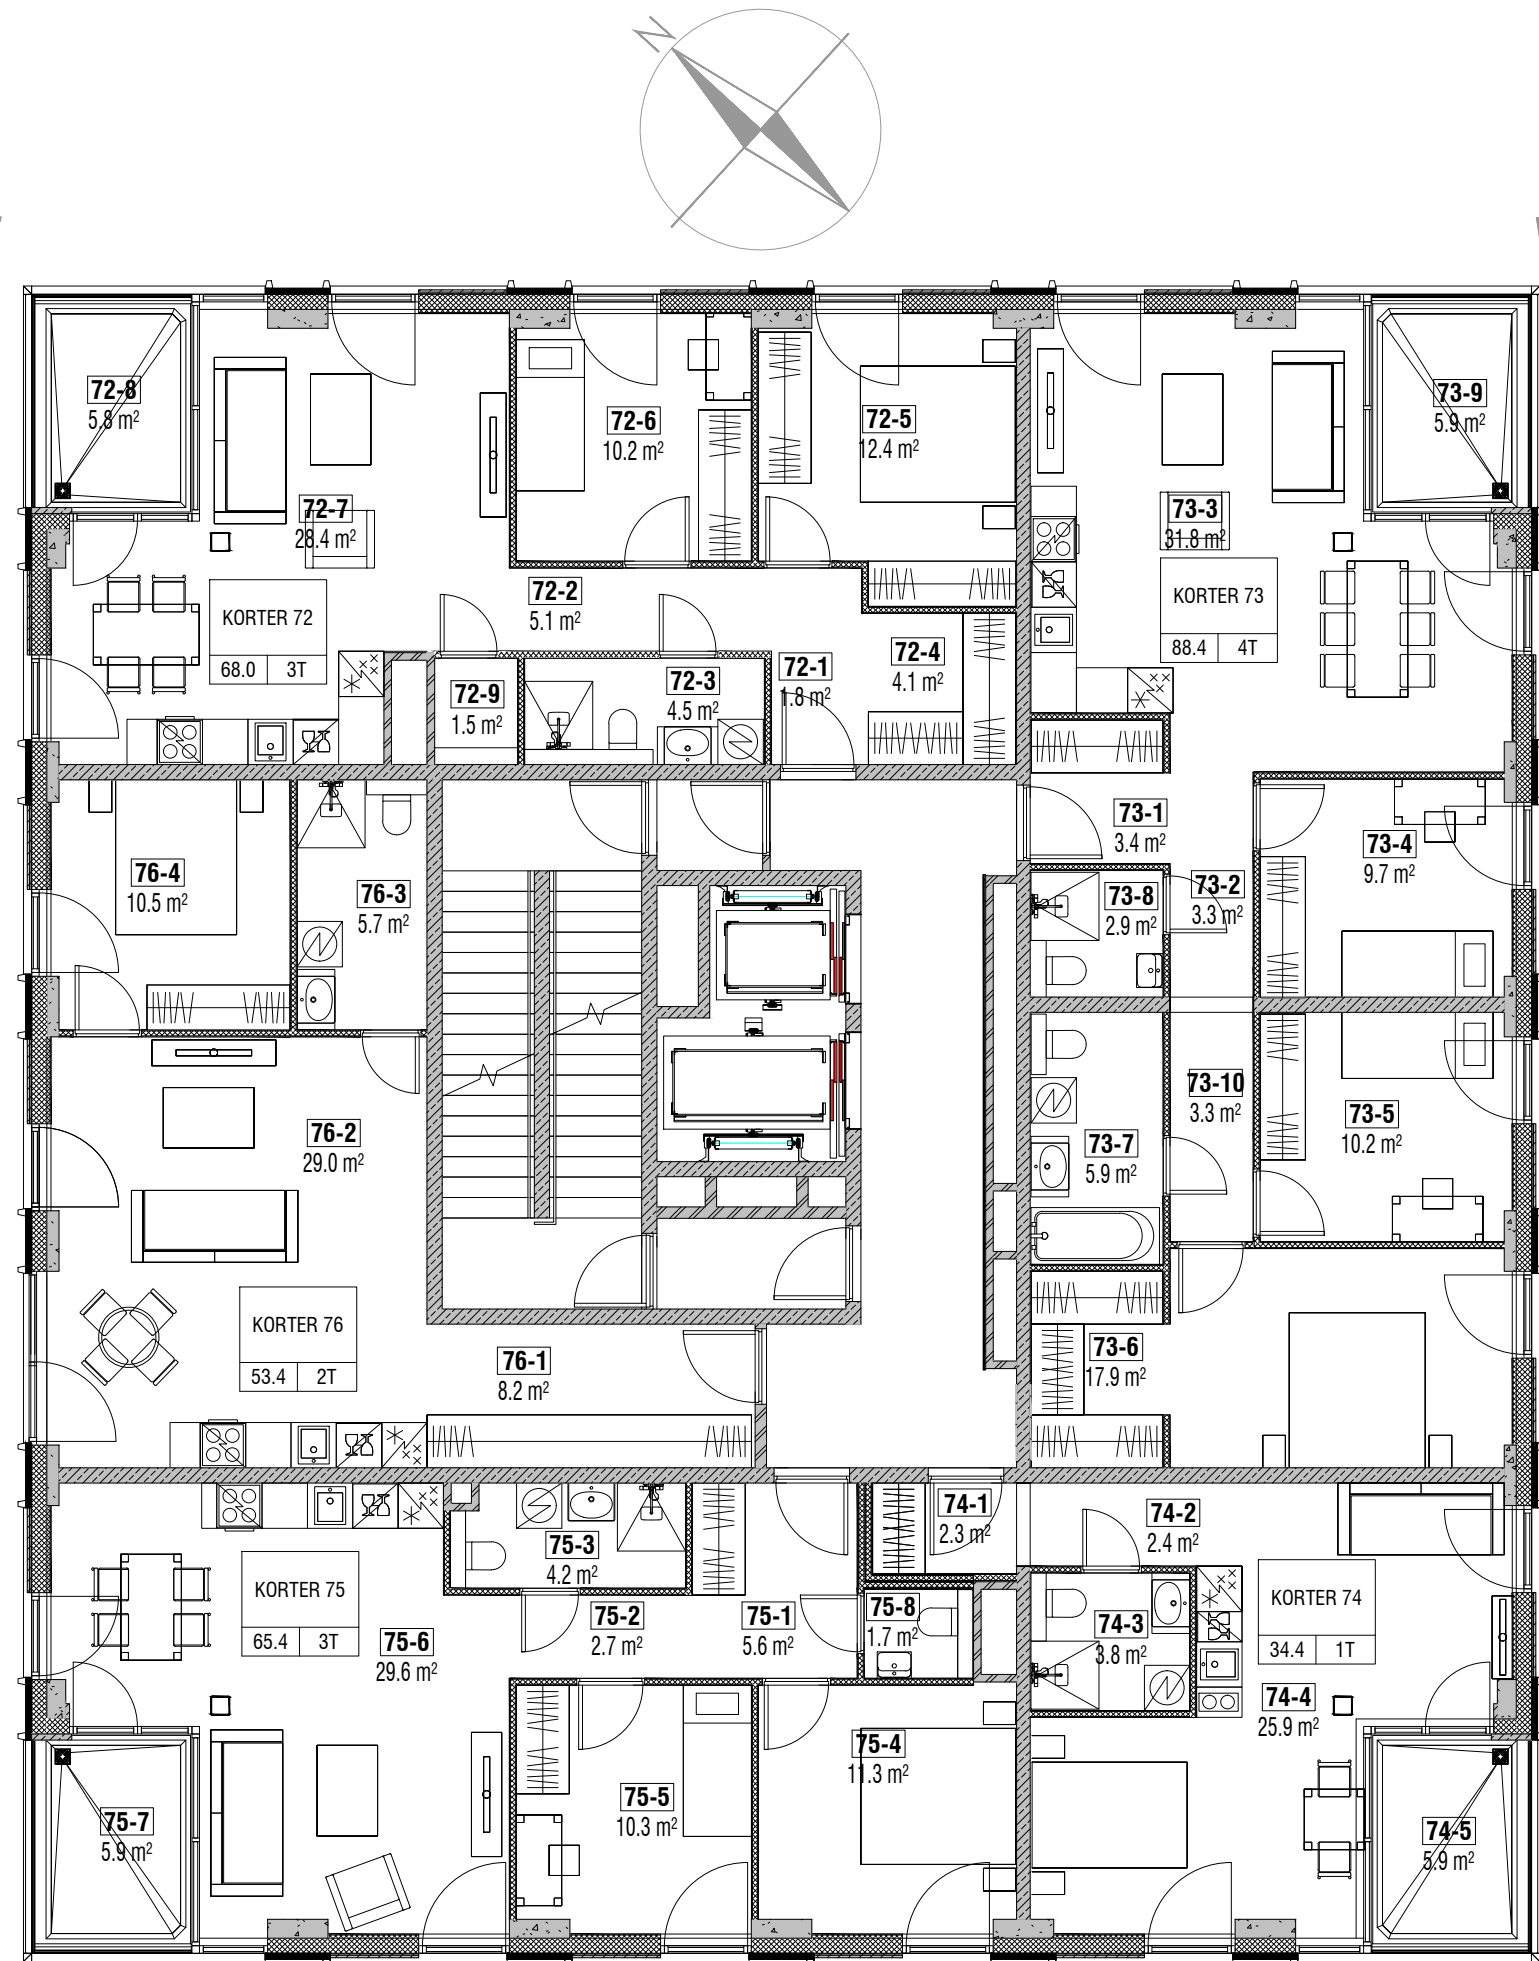 N
72-8
5.8 m²
72-6
10.2 m²
72-5
12.4 m²
73-9
5.9 m²
72-7
28.4 m²
73-3
31.8 m²
72-2
5.1 m²
KORTER 72
68.0 3T
KORTER 73
88.4 4T
72-9
1.5 m²
72-3
4.5 m²
72-1
1.8 m²
72-4
4.1 m²
73-1
3.4 m²
73-4
9.7 m²
76-4
10.5 m²
76-3
5.7 m²
73-8
2.9 m²
73-2
3.3 m²
76-2
29.0 m²
73-10
3.3 m²
73-7
5.9 m²
73-5
10.2 m²
KORTER 76
53.4 2T
76-1
8.2 m²
73-6
17.9 m²
74-1
2.3 m²
74-2
2.4 m²
75-3
4.2 m²
KORTER 75
65.4 3T
75-6
29.6 m²
75-2
2.7 m²
75-1
5.6 m²
75-8
1.7 m²
74-3
3.8 m²
KORTER 74
34.4 1T
74-4
25.9 m²
75-7
5.9 m²
75-5
10.3 m²
75-4
11.3 m²
74-5
5.9 m²